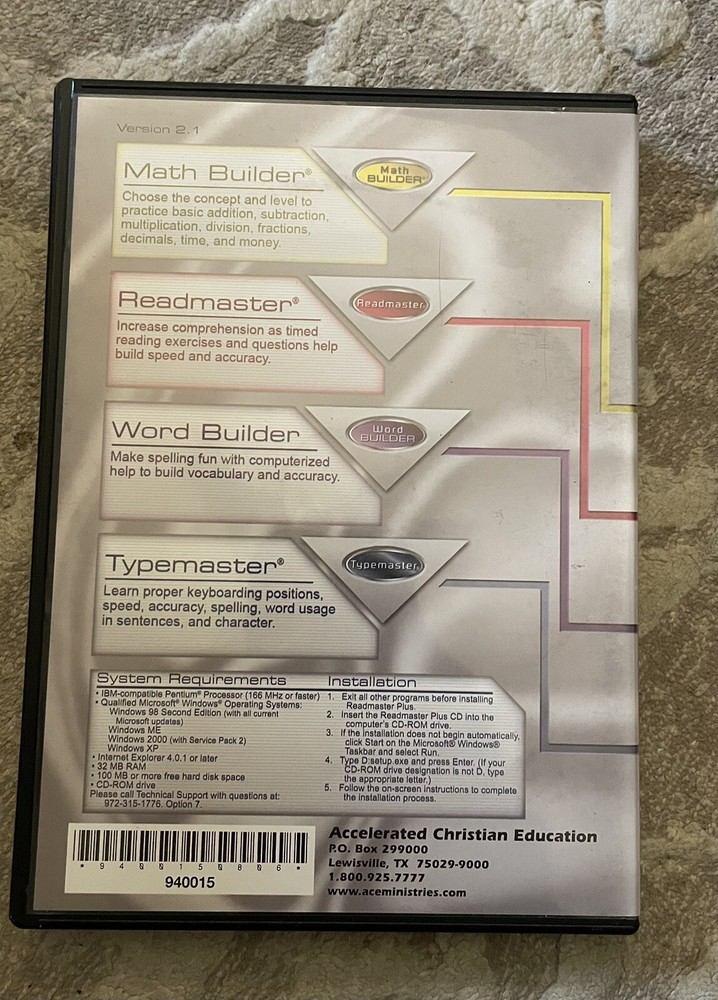 Version 2.1
Math Builder®
Math
BUILDER®
Choose the concept and level to
practice basic addition, subtraction,
multiplication, division, fractions,
decimals, time, and money.
Readmaster®
Readmaster
Increase comprehension as timed
reading exercises and questions help
build speed and accuracy.
Word Builder
Word
BUILDER
Make spelling fun with computerized
help to build vocabulary and accuracy.
Typemaster®
Typemaster
Learn proper keyboarding positions,
speed, accuracy, spelling, word usage
in sentences, and character.
System Requirements
• IBM-compatible Pentium® Processor (166 MHz or faster)
• Qualified Microsoft® Windows® Operating Systems:
Windows 98 Second Edition (with all current
Microsoft updates)
Windows ME
Windows 2000 (with Service Pack 2)
Windows XP
• Internet Explorer 4.0.1 or later
• 32 MB RAM
• 100 MB or more free hard disk space
• CD-ROM drive
Please call Technical Support with questions at:
972-315-1776. Option 7.
Installation
1. Exit all other programs before installing
Readmaster Plus.
2. Insert the Readmaster Plus CD into the
computer's CD-ROM drive.
3. If the installation does not begin automatically,
click Start on the Microsoft® Windows®
Taskbar and select Run.
4. Type D:setup.exe and press Enter. (If your
CD-ROM drive designation is not D, type
the appropriate letter.)
5. Follow the on-screen instructions to complete
the installation process.
940015
Accelerated Christian Education
P.O. Box 299000
Lewisville, TX 75029-9000
1.800.925.7777
www.aceministries.com